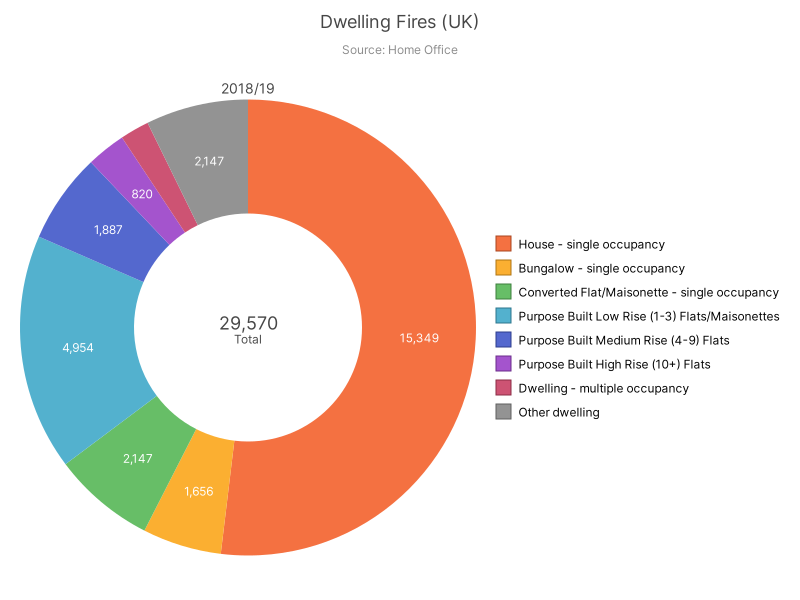 Dwelling Fires (UK)
Source: Home Office
2018/19
2,147
820
1,887
4,954
2,147
1,656
15,349
29,570
Total
House - single occupancy
Bungalow - single occupancy
Converted Flat/Maisonette - single occupancy
Purpose Built Low Rise (1-3) Flats/Maisonettes
Purpose Built Medium Rise (4-9) Flats
Purpose Built High Rise (10+) Flats
Dwelling - multiple occupancy
Other dwelling